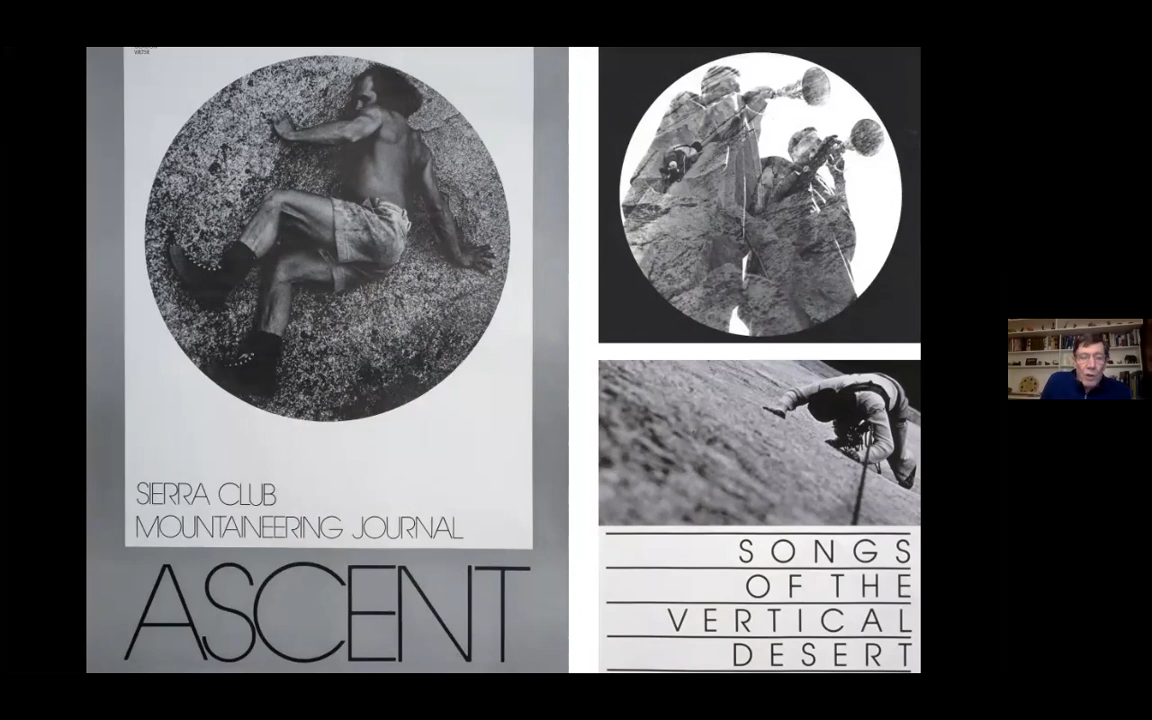 SIERRA CLUB
MOUNTAINEERING JOURNAL
ASCENT
SONGS
OF THE
VERTICAL
DESERT